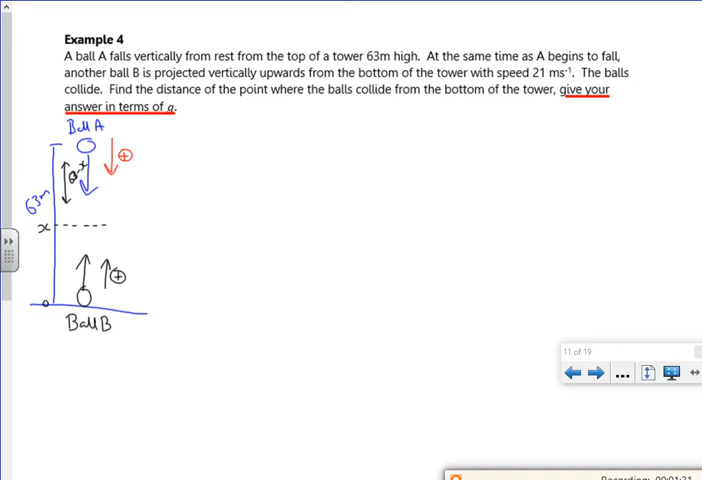 Example 4
A ball A falls vertically from rest from the top of a tower 63m high. At the same time as A begins to fall,
another ball B is projected vertically upwards from the bottom of the tower with speed 21 ms⁻¹. The balls
collide. Find the distance of the point where the balls collide from the bottom of the tower, give your
answer in terms of g.
Ball A
+
63-x
63m
x
+
0
Ball B
11 of 19